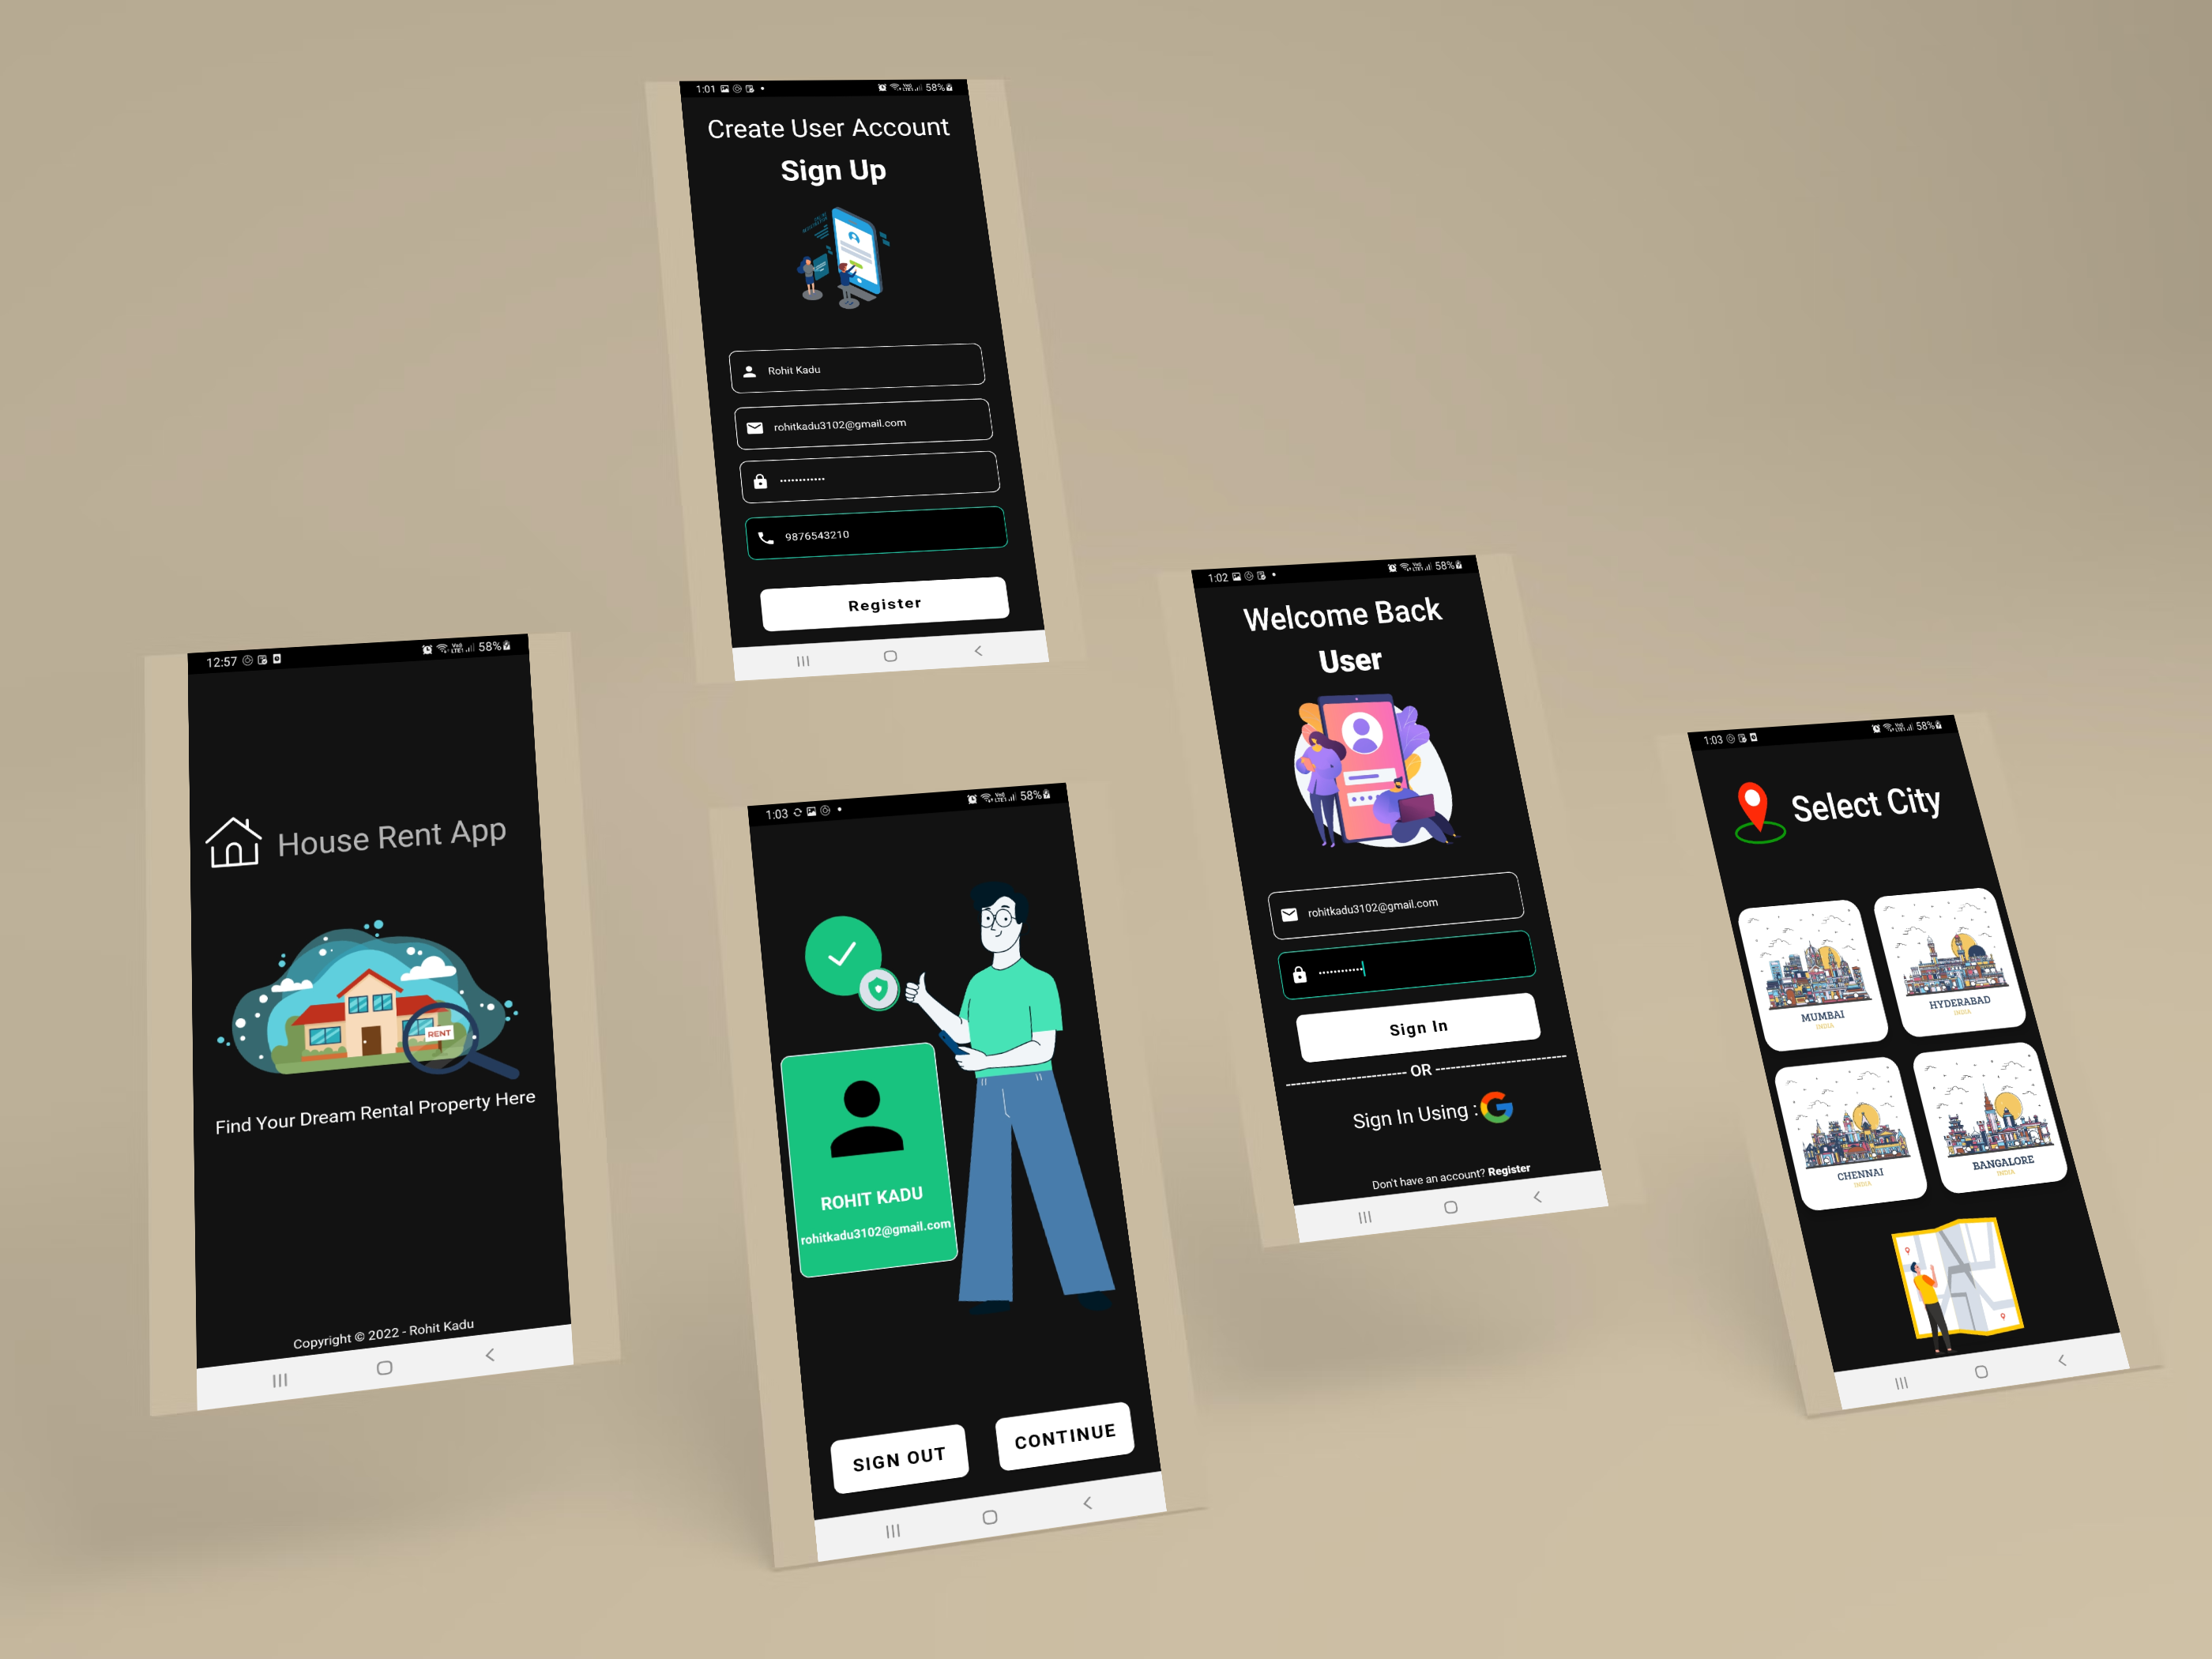 12:57
58%
House Rent App
RENT
Find Your Dream Rental Property Here
Copyright © 2022 - Rohit Kadu
1:01
58%
Create User Account
Sign Up
Rohit Kadu
rohitkadu3102@gmail.com
••••••••••••
9876543210
Register
1:03
58%
ROHIT KADU
rohitkadu3102@gmail.com
SIGN OUT
CONTINUE
1:02
58%
Welcome Back
User
rohitkadu3102@gmail.com
••••••••••••
Sign In
OR
Sign In Using :
Don't have an account? Register
1:03
58%
Select City
MUMBAI
INDIA
HYDERABAD
INDIA
CHENNAI
INDIA
BANGALORE
INDIA